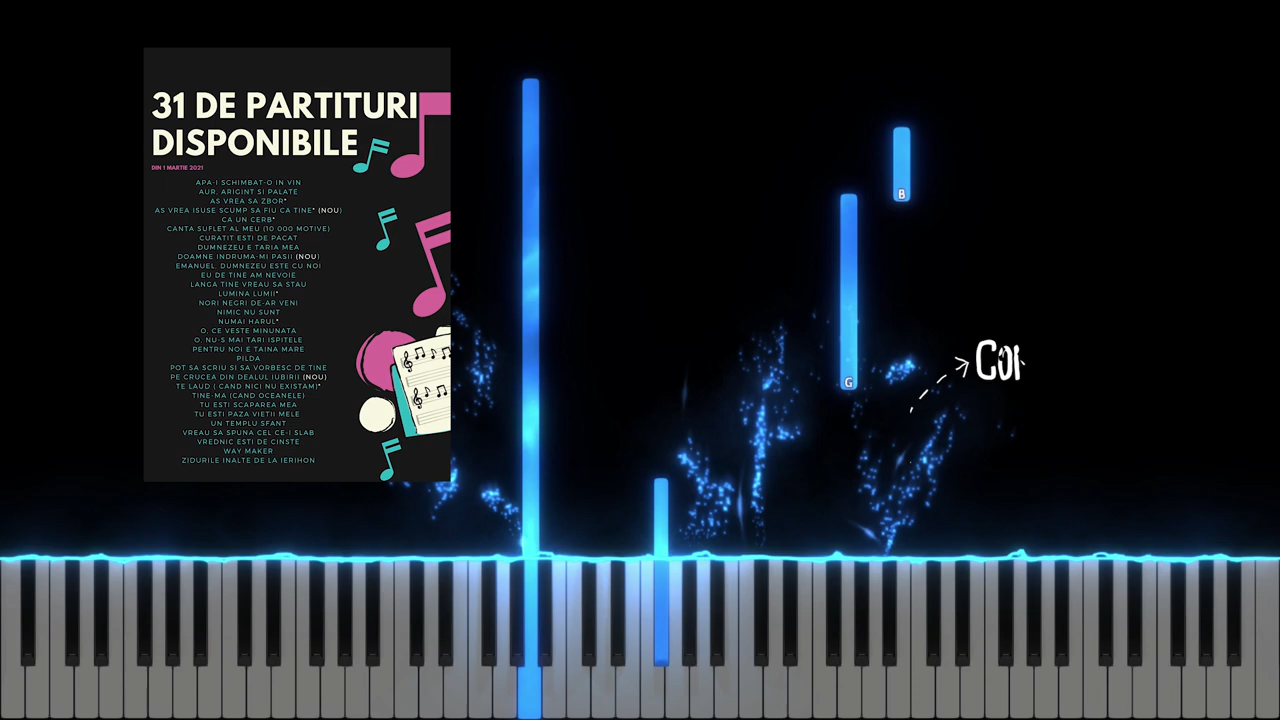 31 DE PARTITURI
DISPONIBILE
DIN 1 MARTIE 2021
APA-I SCHIMBAT-O IN VIN
AUR, ARIGINT SI PALATE
AS VREA SA ZBOR*
AS VREA ISUSE SCUMP SA FIU CA TINE* (NOU)
CA UN CERB*
CANTA SUFLET AL MEU (10 000 MOTIVE)
CURATIT ESTI DE PACAT
DUMNEZEU E TARIA MEA
DOAMNE INDRUMA-MI PASII (NOU)
EMANUEL, DUMNEZEU ESTE CU NOI
EU DE TINE AM NEVOIE
LANGA TINE VREAU SA STAU
LUMINA LUMII*
NORI NEGRI DE-AR VENI
NIMIC NU SUNT
NUMAI HARUL*
O, CE VESTE MINUNATA
O, NU-S MAI TARI ISPITELE
PENTRU NOI E TAINA MARE
PILDA
POT SA SCRIU SI SA VORBESC DE TINE
PE CRUCEA DIN DEALUL IUBIRII (NOU)
TE LAUD ( CAND NICI NU EXISTAM)*
TINE-MA (CAND OCEANELE)
TU ESTI SCAPAREA MEA
TU ESTI PAZA VIETII MELE
UN TEMPLU SFANT
VREAU SA SPUNA CEL CE-I SLAB
VREDNIC ESTI DE CINSTE
WAY MAKER
ZIDURILE INALTE DE LA IERIHON
B
G